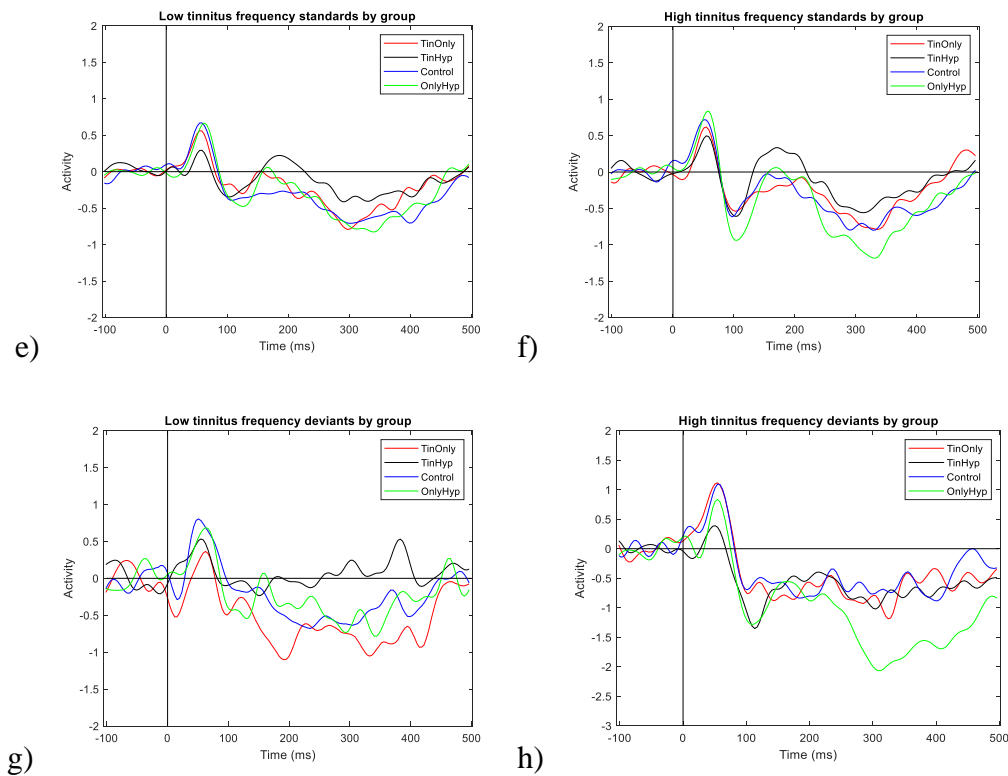 Low tinnitus frequency standards by group
2
1.5
1
0.5
0
-0.5
-1
-1.5
-2
Activity
TinOnly
TinHyp
Control
OnlyHyp
-100 0 100 200 300 400 500
Time (ms)
e)
High tinnitus frequency standards by group
2
1.5
1
0.5
0
-0.5
-1
-1.5
-2
Activity
TinOnly
TinHyp
Control
OnlyHyp
-100 0 100 200 300 400 500
Time (ms)
f)
Low tinnitus frequency deviants by group
2
1.5
1
0.5
0
-0.5
-1
-1.5
-2
Activity
TinOnly
TinHyp
Control
OnlyHyp
-100 0 100 200 300 400 500
Time (ms)
g)
High tinnitus frequency deviants by group
2
1.5
1
0.5
0
-0.5
-1
-1.5
-2
-2.5
-3
Activity
TinOnly
TinHyp
Control
OnlyHyp
-100 0 100 200 300 400 500
Time (ms)
h)